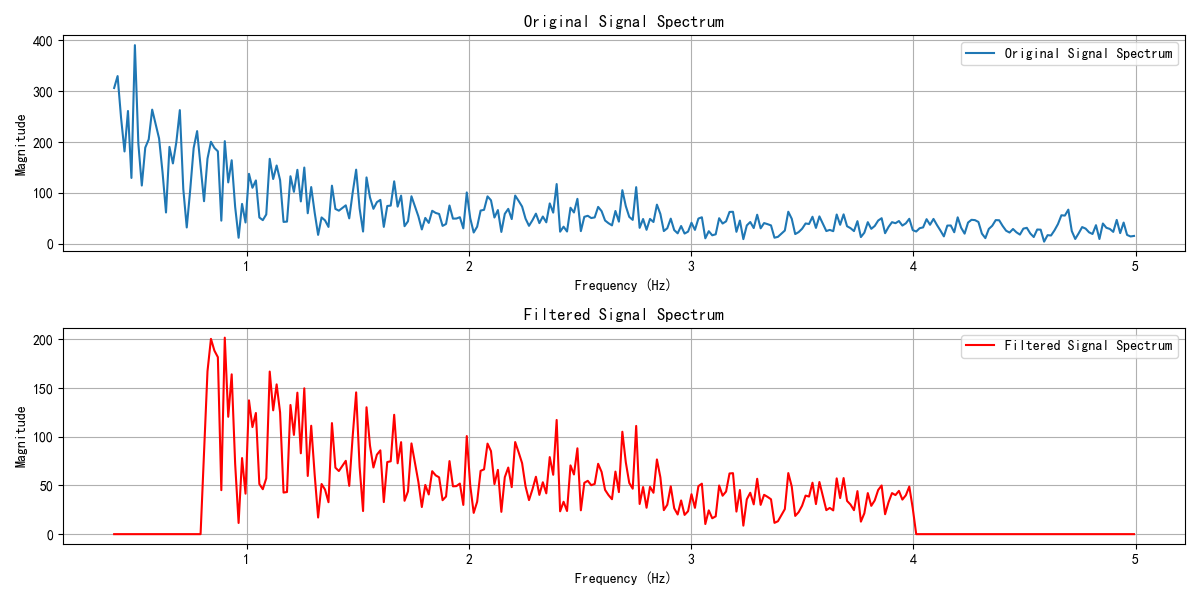 Original Signal Spectrum
400
300
200
100
0
Magnitude
Original Signal Spectrum
1
2
3
4
5
Frequency (Hz)
Filtered Signal Spectrum
200
150
100
50
0
Magnitude
Filtered Signal Spectrum
1
2
3
4
5
Frequency (Hz)